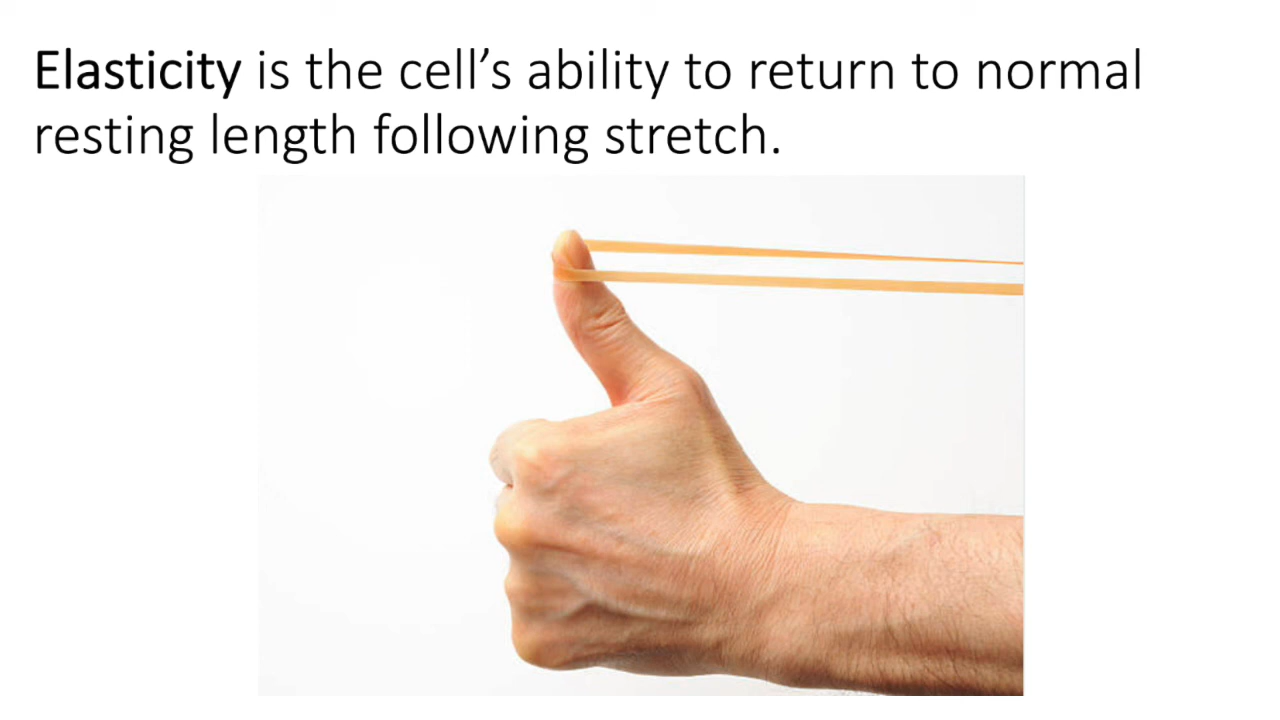 Elasticity is the cell’s ability to return to normal
resting length following stretch.